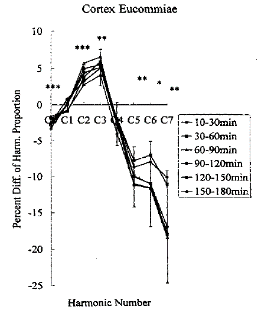 Cortex Eucommiae
10
5
0
-5
-10
-15
-20
-25
Percent Diff. of Harm. Proportion
*** *** ** ** * **
C1 C2 C3 C4 C5 C6 C7
10-30min
30-60min
60-90min
90-120min
120-150min
150-180min
Harmonic Number